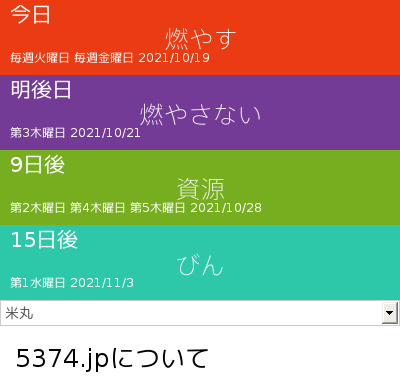 今日
燃やす
毎週火曜日 毎週金曜日 2021/10/19
明後日
燃やさない
第3木曜日 2021/10/21
9日後
資源
第2木曜日 第4木曜日 第5木曜日 2021/10/28
15日後
びん
第1水曜日 2021/11/3
米丸
5374.jpについて